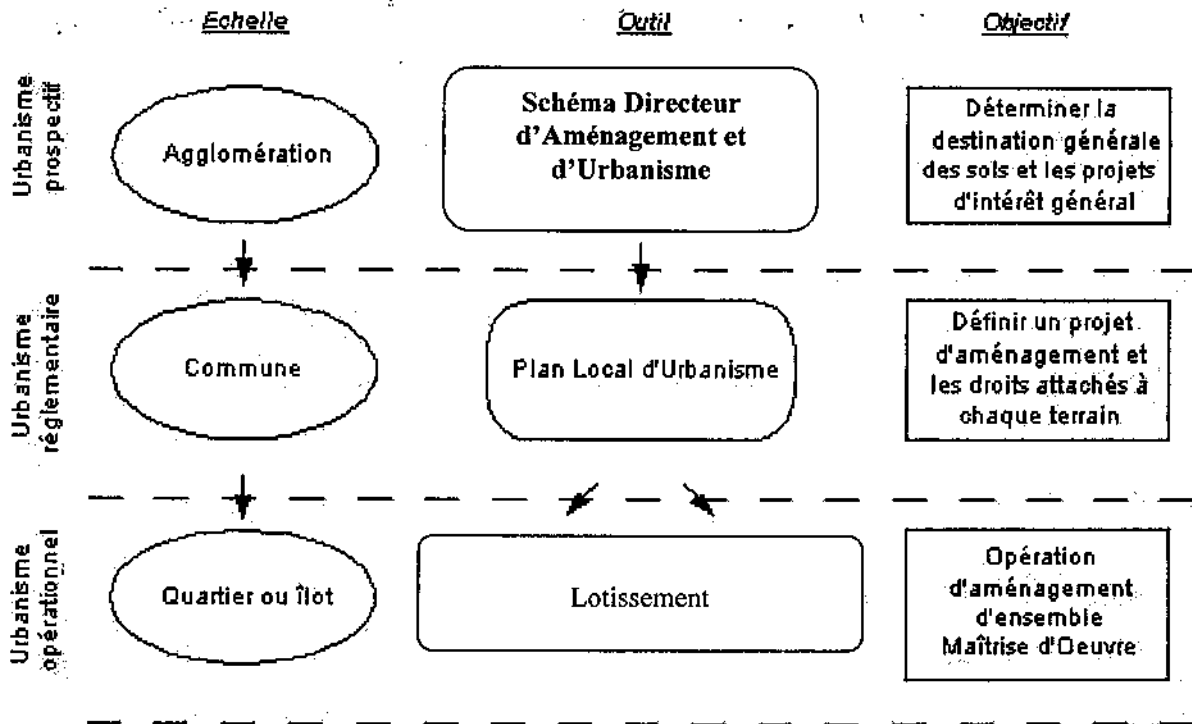 Echelle
Outil
Objectif
Urbanisme
prospectif
Agglomération
Schéma Directeur
d'Aménagement et
d'Urbanisme
Déterminer la
destination générale
des sols et les projets
d'intérêt général
Urbanisme
réglementaire
Commune
Plan Local d'Urbanisme
Définir un projet
d'aménagement et
les droits attachés à
chaque terrain
Urbanisme
opérationnel
Quartier ou îlot
Lotissement
Opération
d'aménagement
d'ensemble
Maîtrise d'Oeuvre